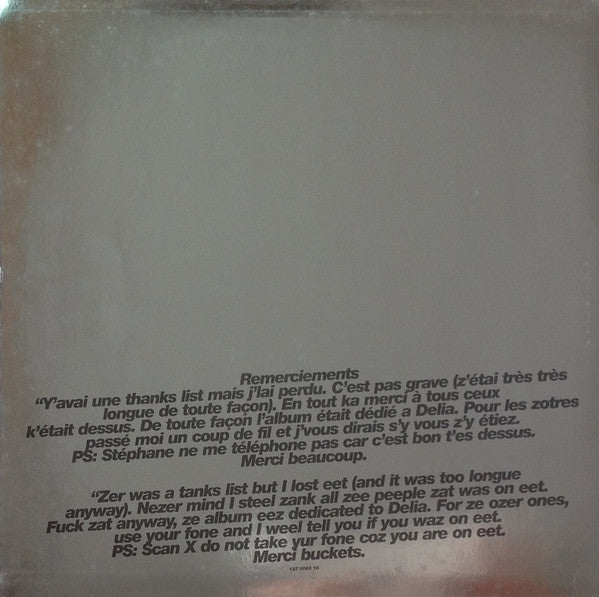 Remerciements
“Y'avai une thanks list mais j'lai perdu. C'est pas grave (z'étai très très
longue de toute façon). En tout ka merci à tous ceux
k'était dessus. De toute façon l'album était dédié a Delia. Pour les zotres
passé moi un coup de fil et j'vous dirais s'y vous z'y étiez.
PS: Stéphane ne me téléphone pas car c'est bon t'es dessus.
Merci beaucoup.
“Zer was a tanks list but I lost eet (and it was too longue
anyway). Nezer mind I steel zank all zee peeple zat was on eet.
Fuck zat anyway, ze album eez dedicated to Delia. For ze ozer ones,
use your fone and I weel tell you if you waz on eet.
PS: Scan X do not take yur fone coz you are on eet.
Merci buckets.
127 0063 16